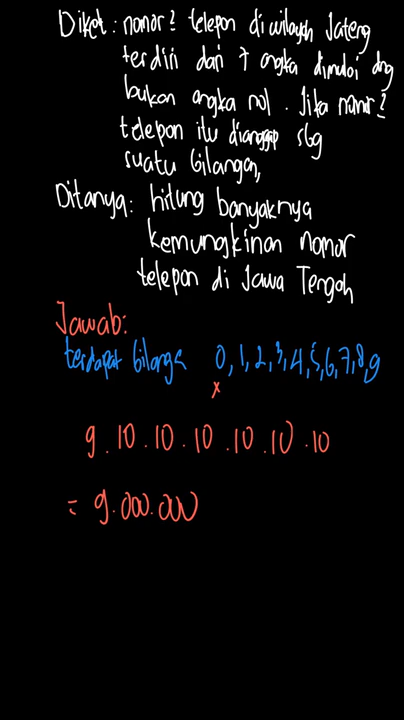 Diket : nomor2 telepon di wilayah Jateng
terdiri dari 7 angka dimulai dng
bukan angka nol . Jika nomor2
telepon itu dianggap sbg
suatu bilangan,
Ditanya : hitung banyaknya
kemungkinan nomor
telepon di Jawa Tengah
Jawab :
terdapat bilanga 0, 1, 2, 3, 4, 5, 6, 7, 8, 9
x
9 . 10 . 10 . 10 . 10 . 10 . 10
= 9.000.000